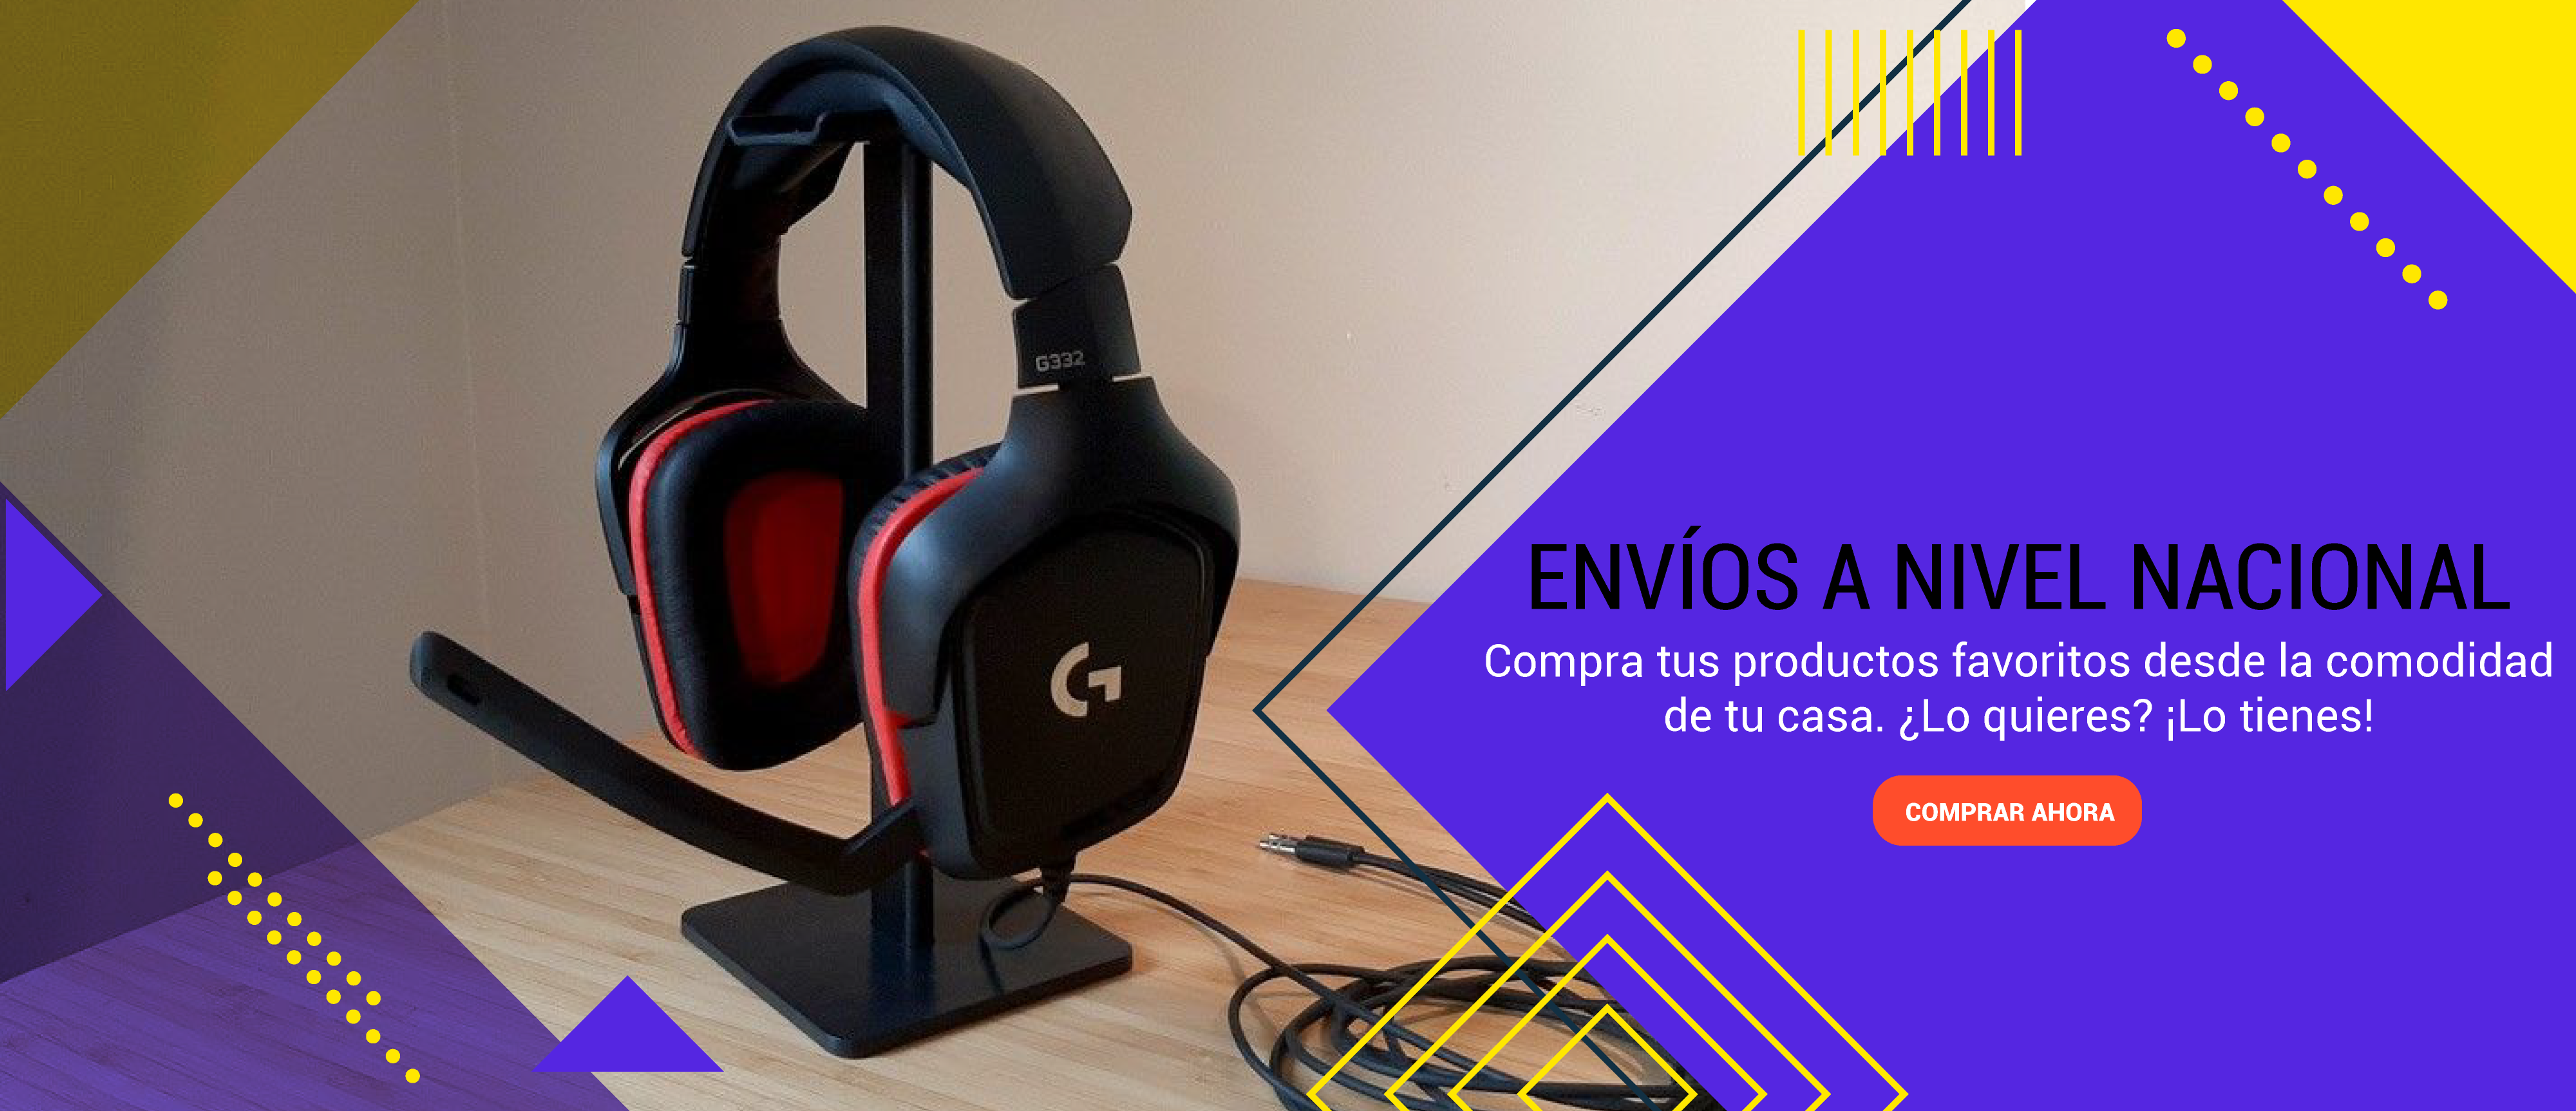 G332
G
ENVÍOS A NIVEL NACIONAL
Compra tus productos favoritos desde la comodidad
de tu casa. ¿Lo quieres? ¡Lo tienes!
COMPRAR AHORA